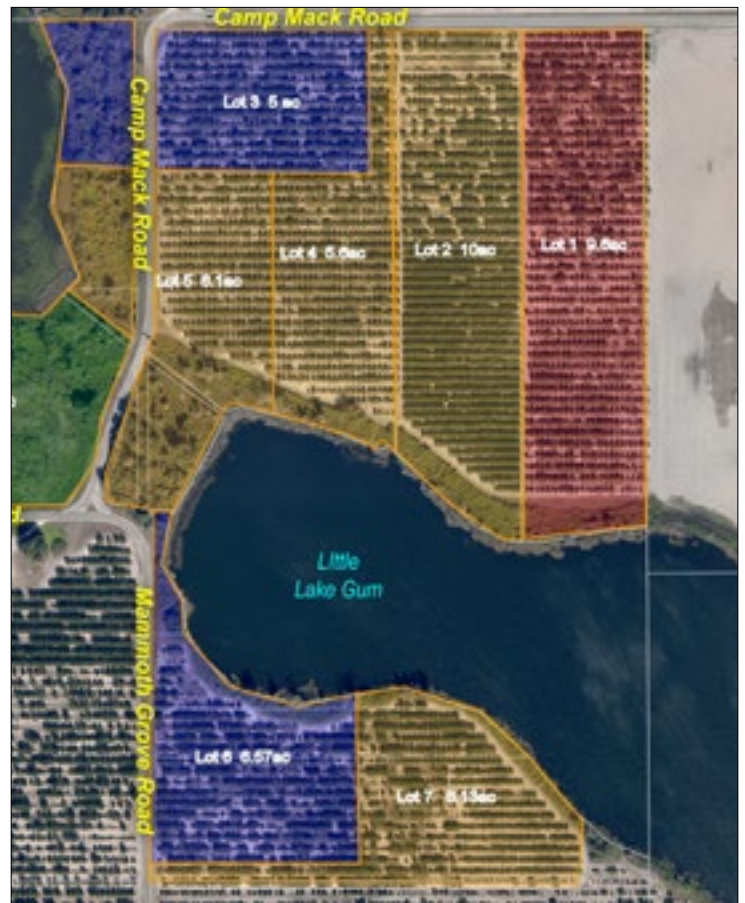 Camp Mack Road
Camp Mack Road
Lot 3 5 ac
Lot 5 6.1ac
Lot 4 5.6ac
Lot 2 10ac
Lot 1 9.6ac
Little
Lake Gum
Mammoth Grove Road
Lot 6 6.57ac
Lot 7 8.13ac